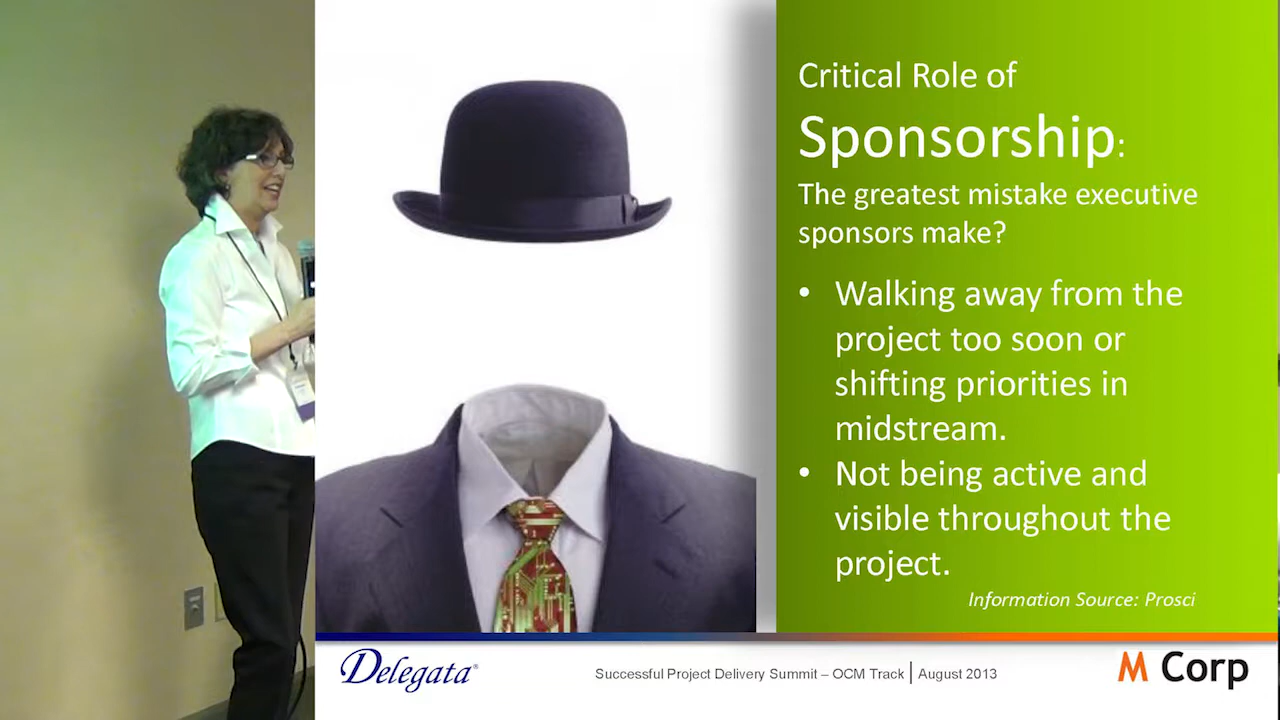 Critical Role of
Sponsorship:
The greatest mistake executive
sponsors make?
• Walking away from the
project too soon or
shifting priorities in
midstream.
• Not being active and
visible throughout the
project.
Information Source: Prosci
Delegata®
Successful Project Delivery Summit – OCM Track | August 2013
M Corp